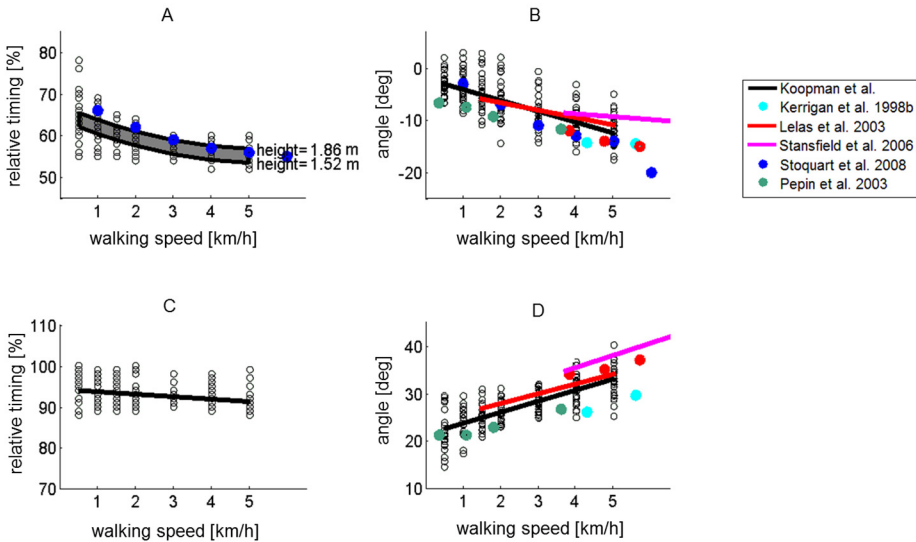 A
relative timing [%]
80
70
60
50
1 2 3 4 5
height= 1.86 m
height= 1.52 m
walking speed [km/h]
B
angle [deg]
0
-10
-20
1 2 3 4 5
walking speed [km/h]
Koopman et al.
Kerrigan et al. 1998b
Lelas et al. 2003
Stansfield et al. 2006
Stoquart et al. 2008
Pepin et al. 2003
C
relative timing [%]
110
100
90
80
70
1 2 3 4 5
walking speed [km/h]
D
angle [deg]
40
30
20
10
1 2 3 4 5
walking speed [km/h]